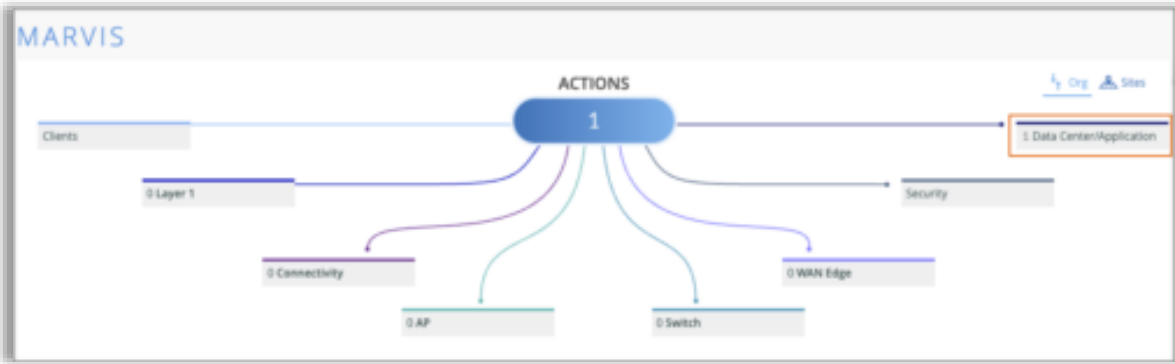 MARVIS
ACTIONS
1
Org Sites
Clients
1 Data Center/Application
0 Layer 1
Security
0 Connectivity
0 WAN Edge
0 AP
0 Switch